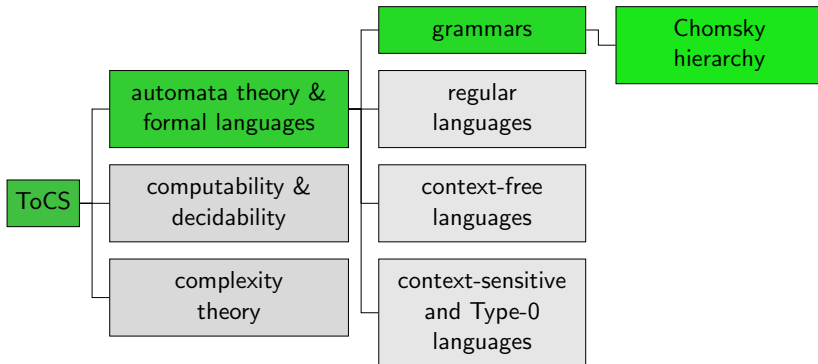 ToCS
automata theory &
formal languages
computability &
decidability
complexity
theory
grammars
regular
languages
context-free
languages
context-sensitive
and Type-0
languages
Chomsky
hierarchy